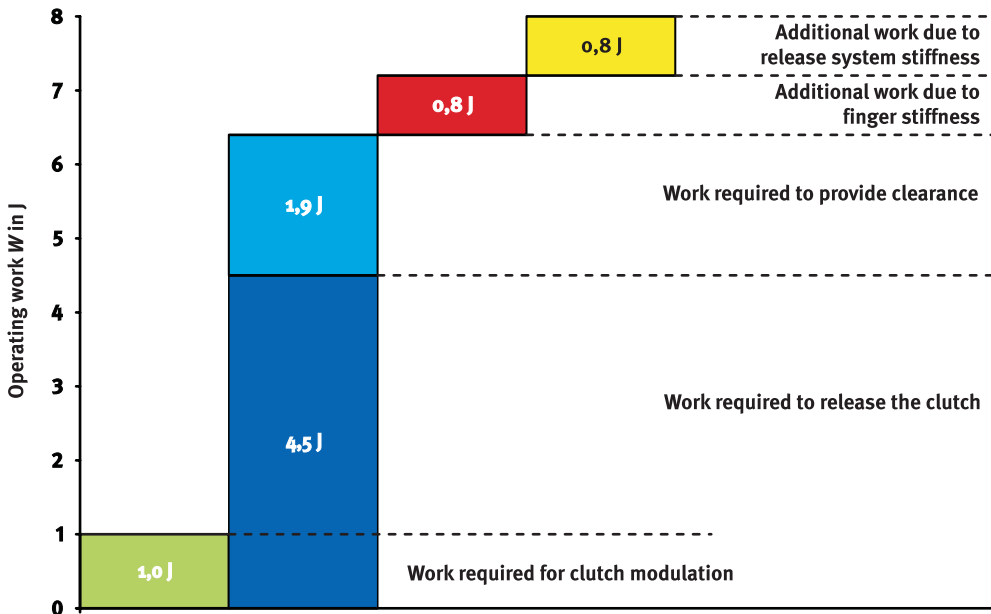 8
7
6
5
4
3
2
1
0
Operating work W in J
0,8 J
Additional work due to
release system stiffness
0,8 J
Additional work due to
finger stiffness
1,9 J
Work required to provide clearance
4,5 J
Work required to release the clutch
1,0 J
Work required for clutch modulation